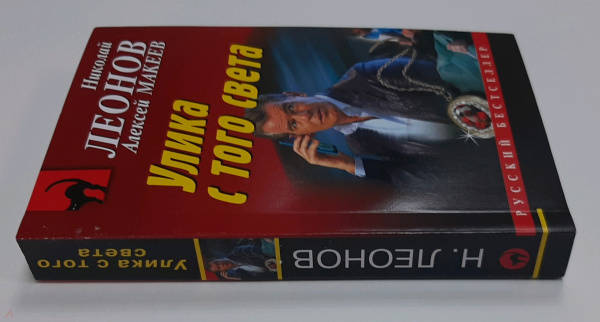 Николай
ЛЕОНОВ
Алексей МАКЕЕВ
Улика
с того света
РУССКИЙ БЕСТСЕЛЛЕР
Н. ЛЕОНОВ
Улика с того
света